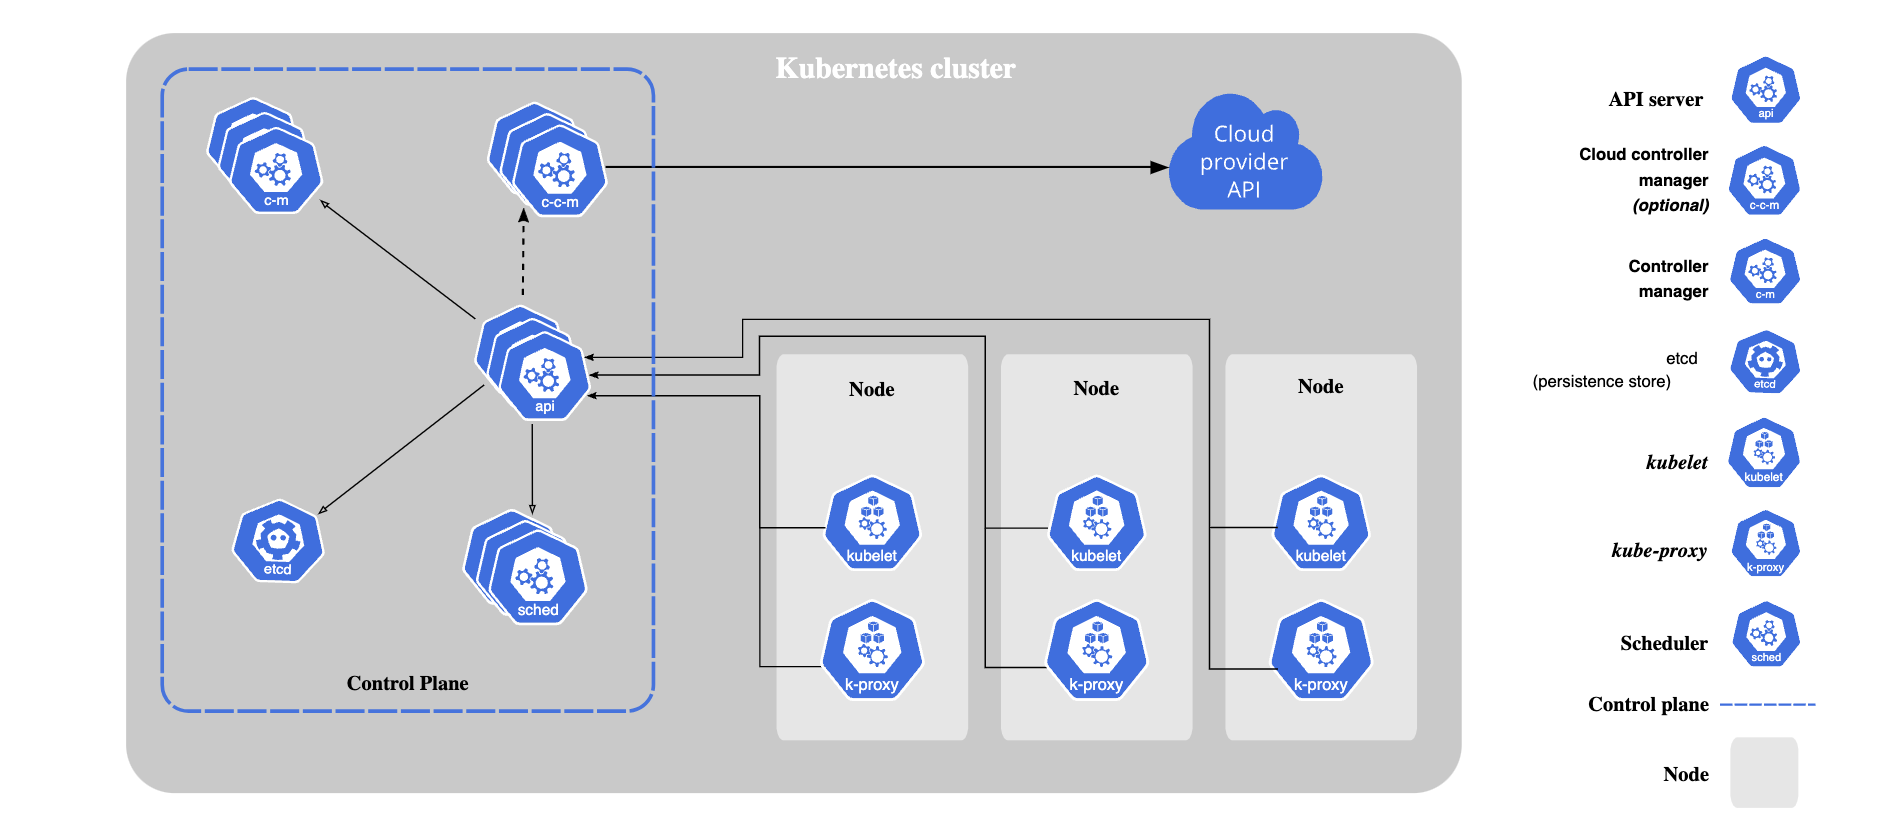 Kubernetes cluster
c-m
c-c-m
Cloud
provider
API
api
etcd
sched
Control Plane
Node
kubelet
k-proxy
Node
kubelet
k-proxy
Node
kubelet
k-proxy
API server
api
Cloud controller
manager
(optional)
c-c-m
Controller
manager
c-m
etcd
(persistence store)
etcd
kubelet
kubelet
kube-proxy
k-proxy
Scheduler
sched
Control plane
Node